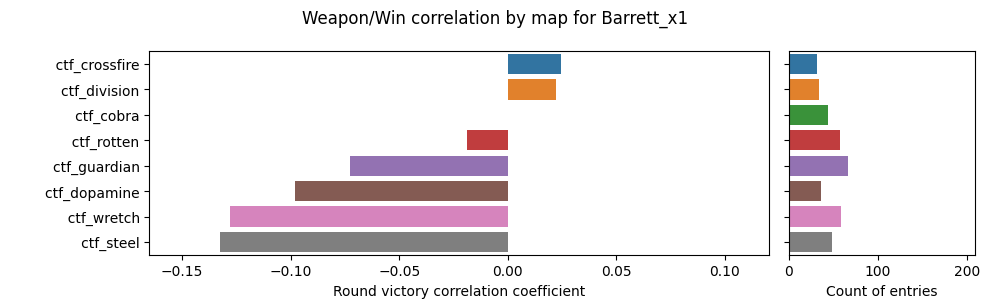 Weapon/Win correlation by map for Barrett_x1
ctf_crossfire
ctf_division
ctf_cobra
ctf_rotten
ctf_guardian
ctf_dopamine
ctf_wretch
ctf_steel
−0.15 −0.10 −0.05 0.00 0.05 0.10
Round victory correlation coefficient
0 100 200
Count of entries